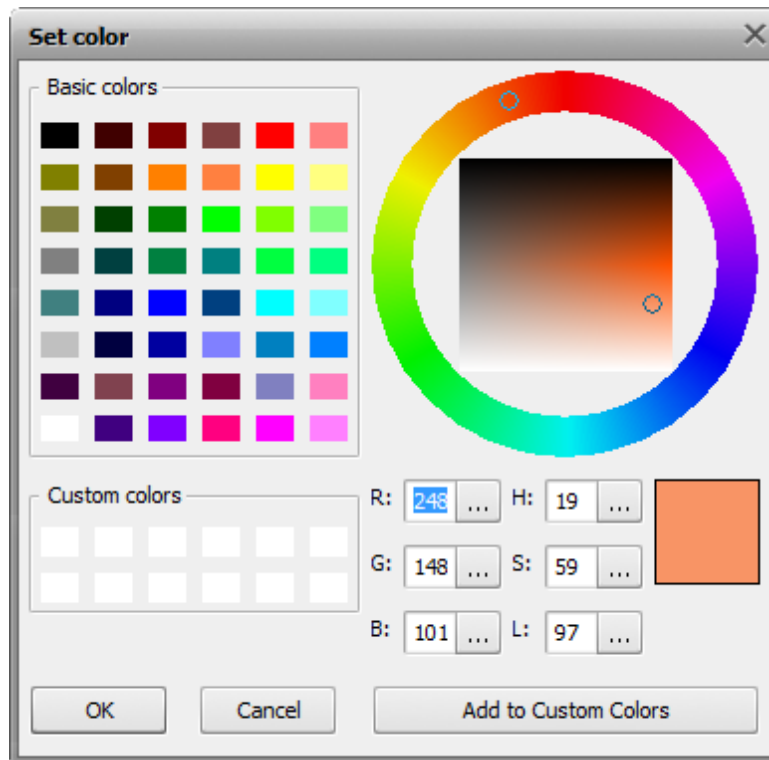 Set color
Basic colors
Custom colors
R: 248 ... H: 19 ...
G: 148 ... S: 59 ...
B: 101 ... L: 97 ...
OK Cancel Add to Custom Colors